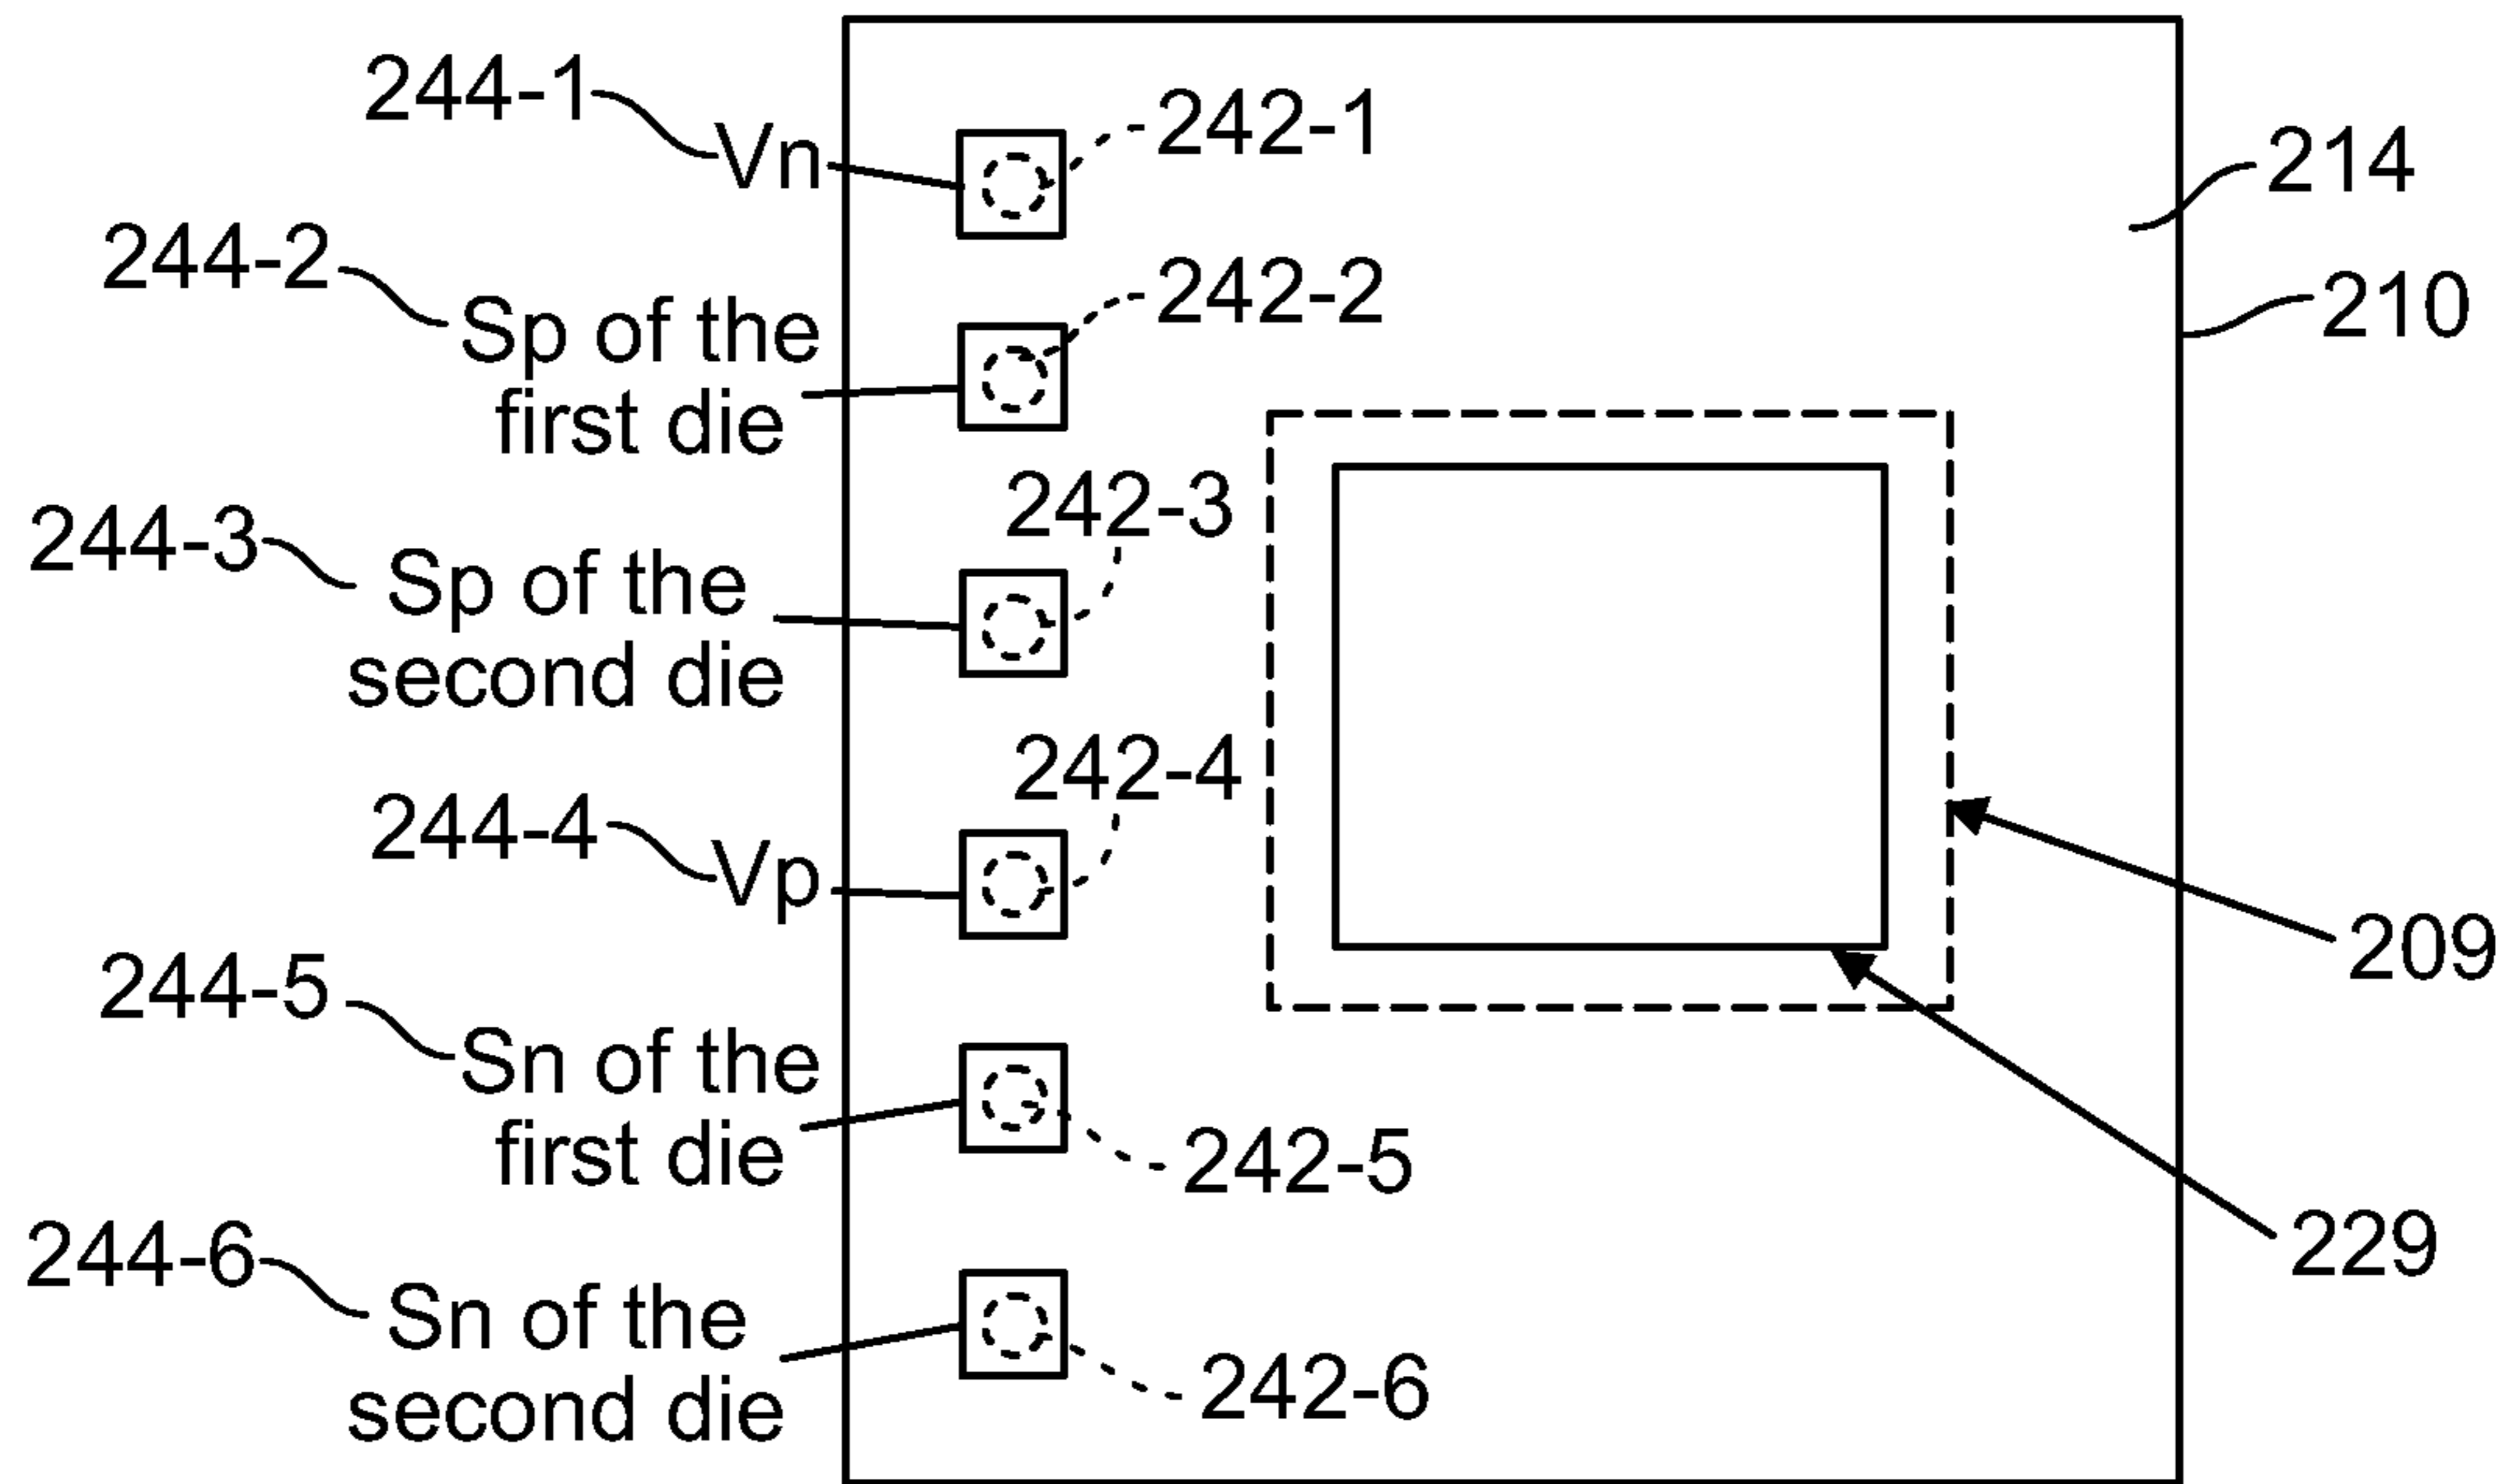 244-1
Vn
242-1
214
244-2
242-2
210
Sp of the
first die
242-3
244-3
Sp of the
second die
242-4
244-4
Vp
209
244-5
Sn of the
first die
242-5
229
244-6
Sn of the
second die
242-6